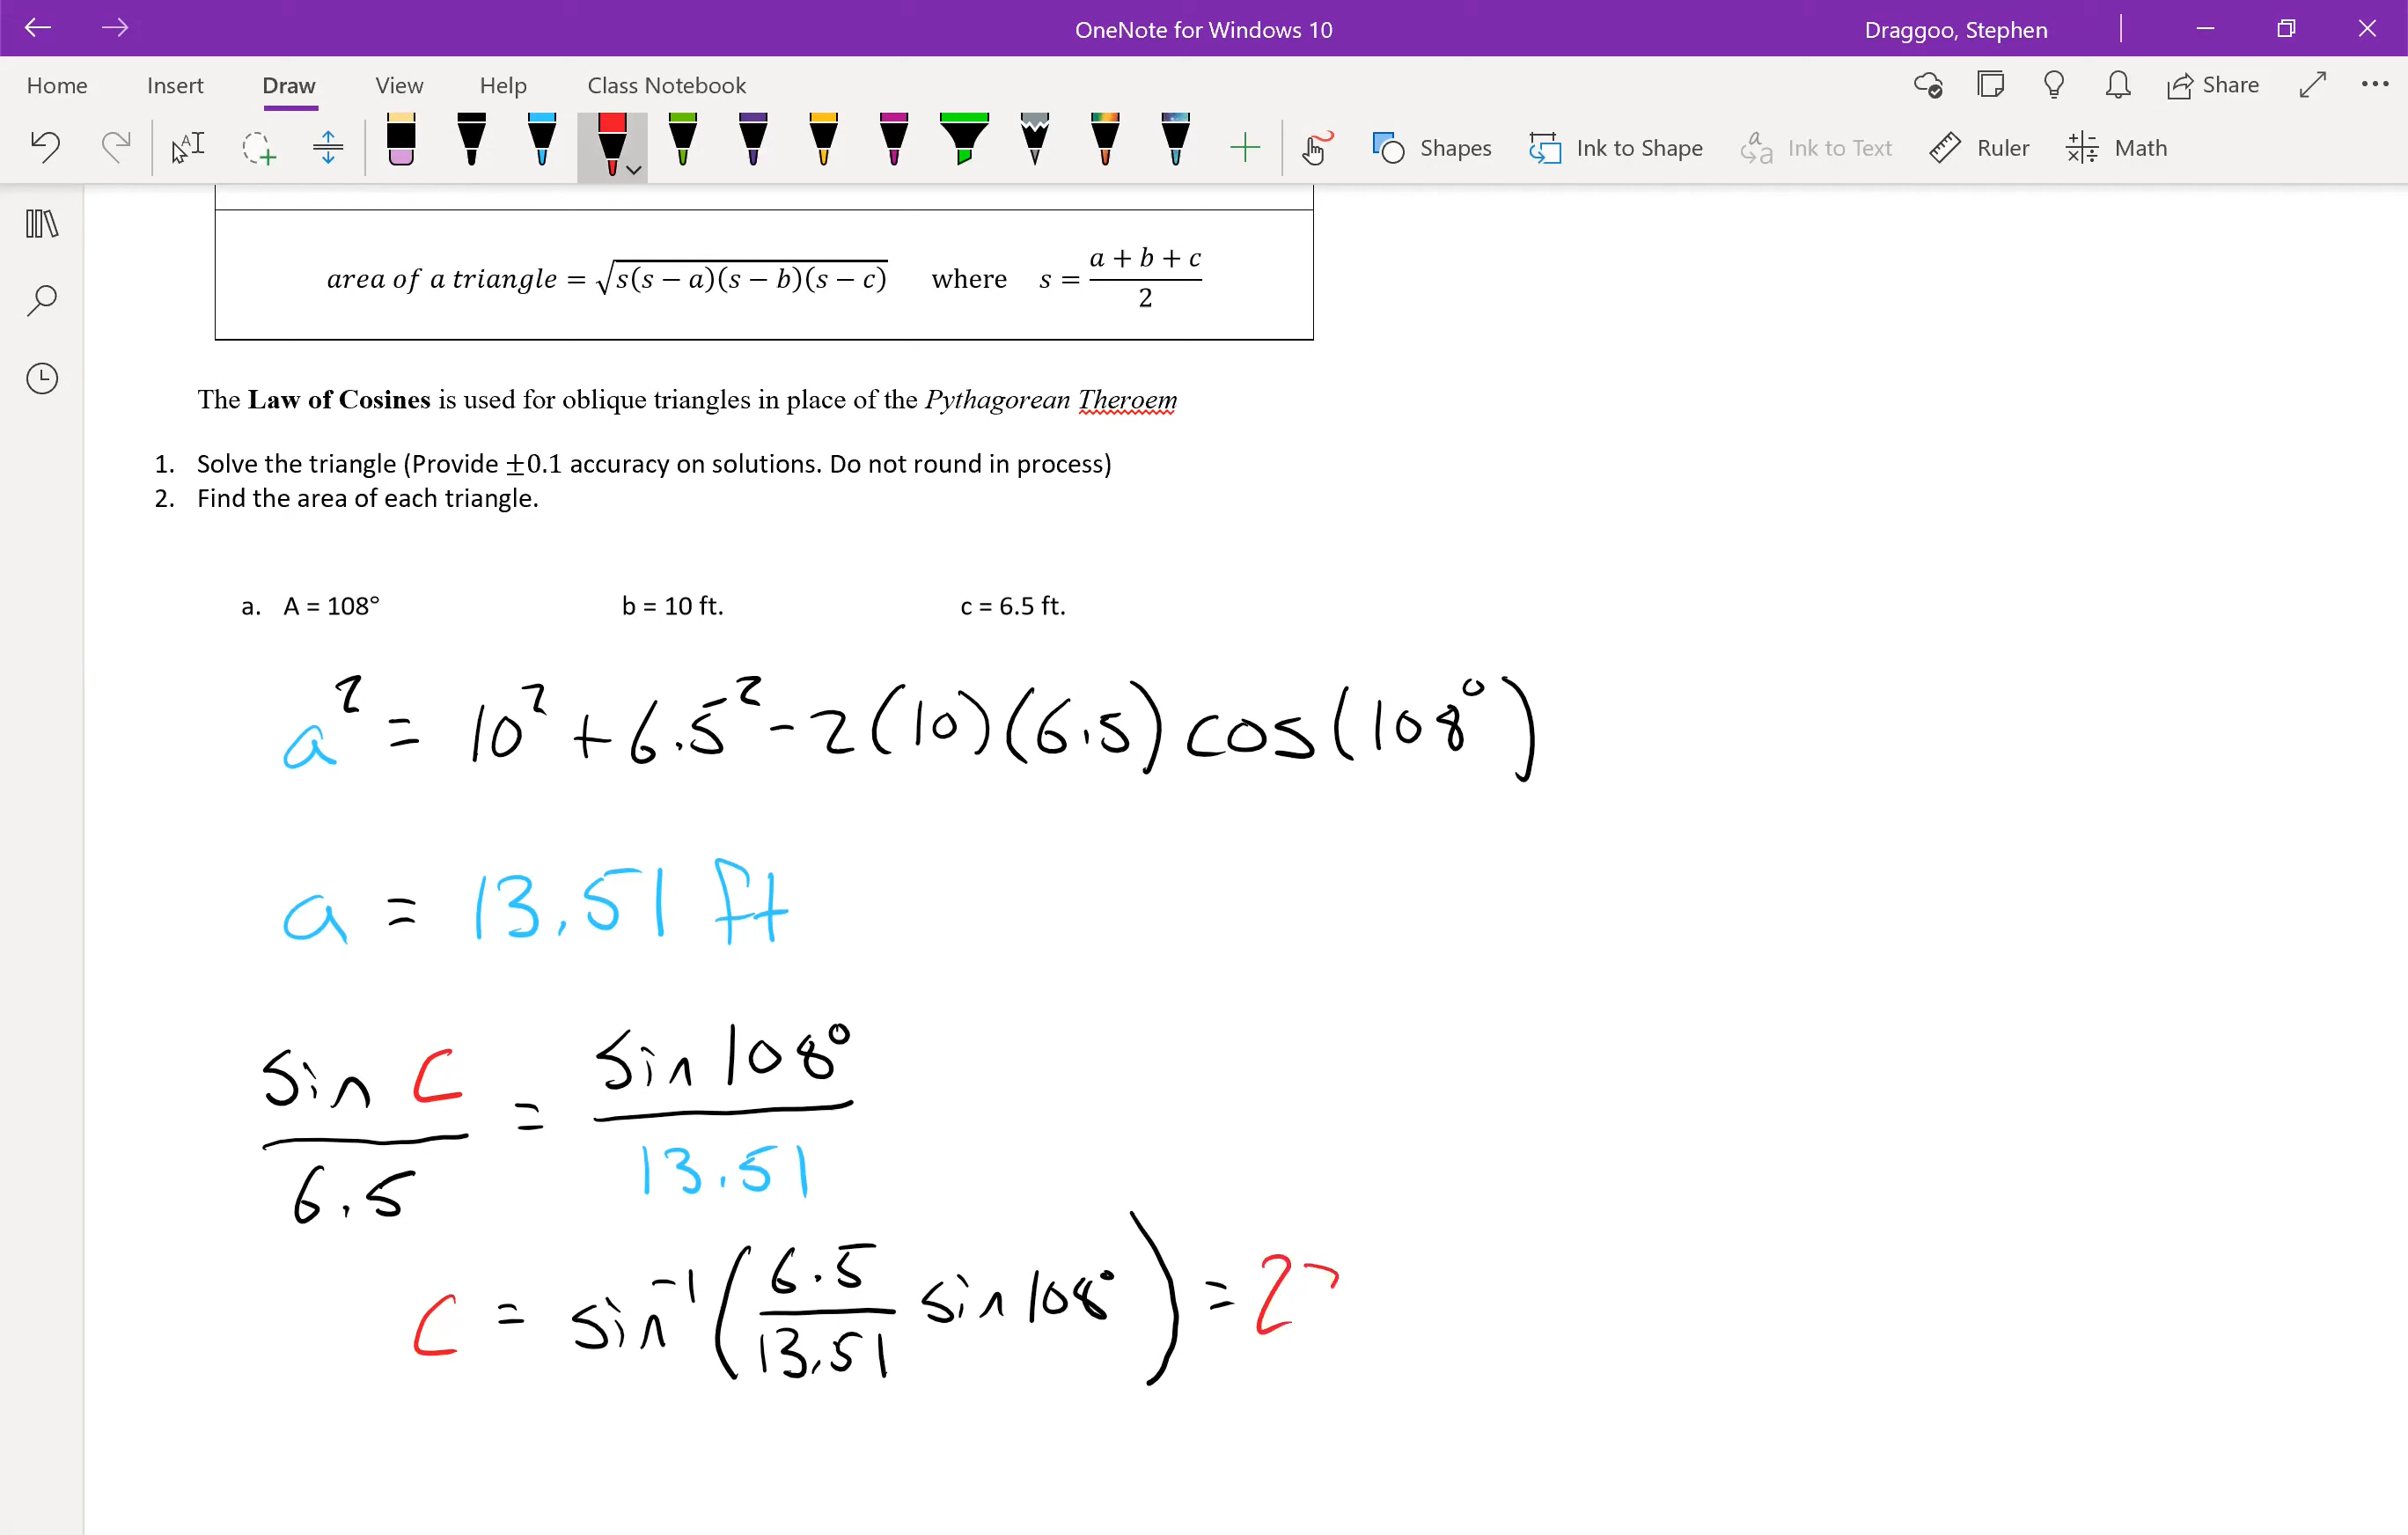 OneNote for Windows 10
Draggoo, Stephen
Home Insert Draw View Help Class Notebook Share
Shapes Ink to Shape Ink to Text Ruler Math
area of a triangle = √s(s − a)(s − b)(s − c) where s = (a + b + c)/2
The Law of Cosines is used for oblique triangles in place of the Pythagorean Theroem
1. Solve the triangle (Provide ±0.1 accuracy on solutions. Do not round in process)
2. Find the area of each triangle.
a. A = 108° b = 10 ft. c = 6.5 ft.
a² = 10² + 6.5² - 2(10)(6.5) cos(108°)
a = 13.51 ft
sin C / 6.5 = sin 108° / 13.51
C = sin⁻¹(6.5/13.51 sin 108°) = 2